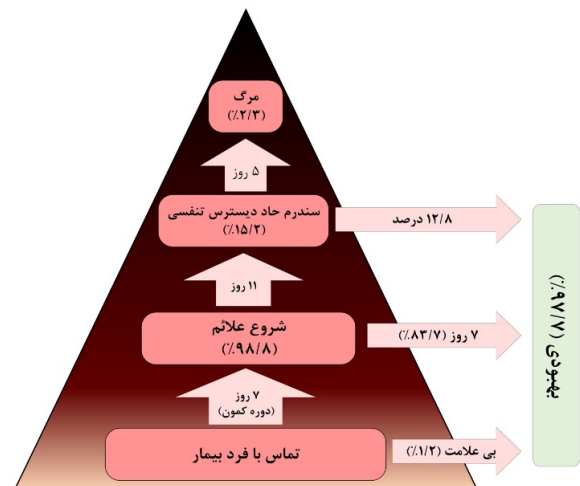 مرگ
(٪۲/۳)
۵ روز
سندرم حاد دیسترس تنفسی
(٪۱۵/۲)
۱۲/۸ درصد
۱۱ روز
شروع علائم
(٪۹۸/۸)
۷ روز (٪۸۳/۷)
۷ روز
(دوره کمون)
تماس با فرد بیمار
بی علامت (٪۱/۲)
بهبودی (٪۹۷/۷)